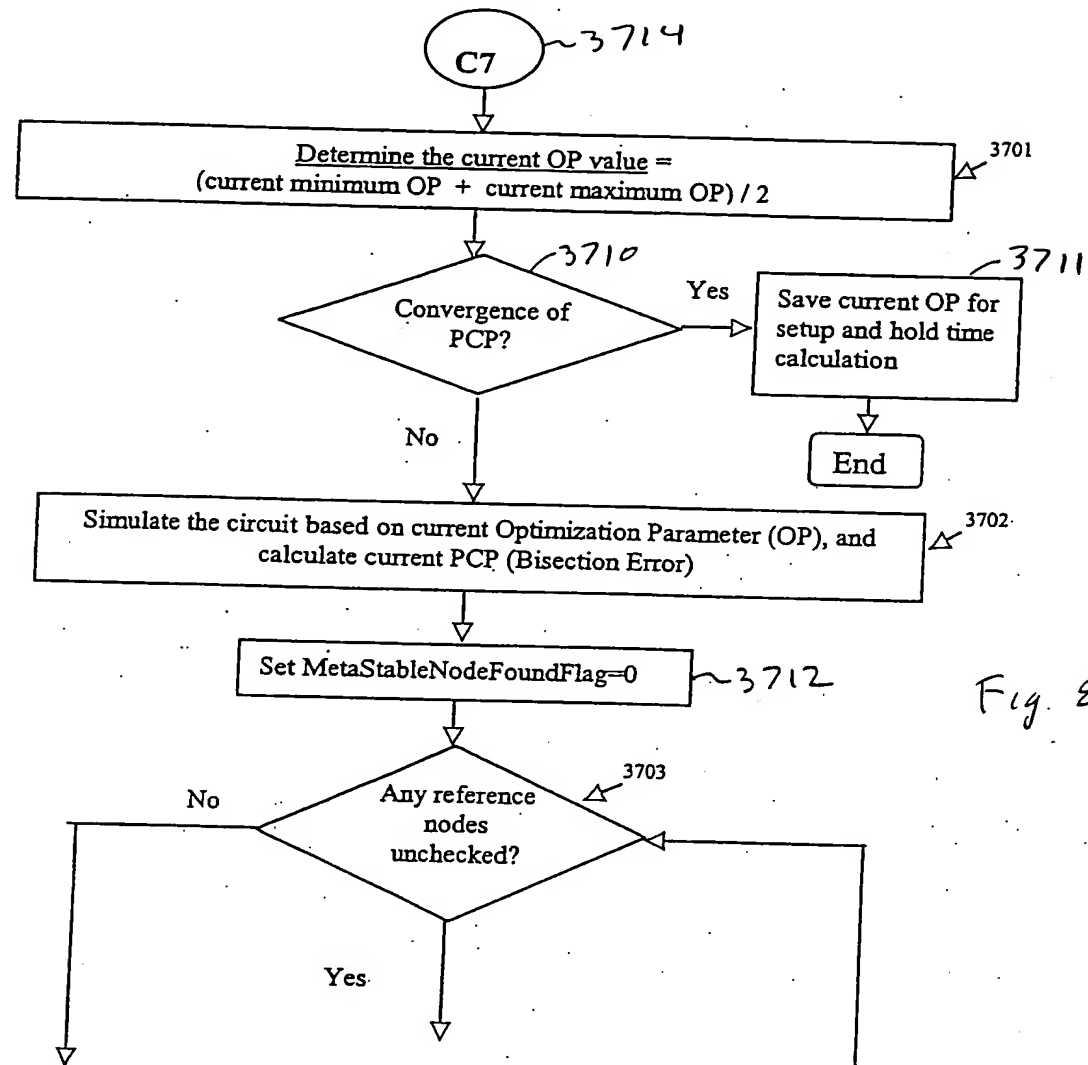 C7
3714
Determine the current OP value =
(current minimum OP + current maximum OP) / 2
3701
Convergence of
PCP?
3710
Yes
Save current OP for
setup and hold time
calculation
3711
End
No
Simulate the circuit based on current Optimization Parameter (OP), and
calculate current PCP (Bisection Error)
3702
Set MetaStableNodeFoundFlag=0
3712
Fig.
3703
No
Any reference
nodes
unchecked?
Yes